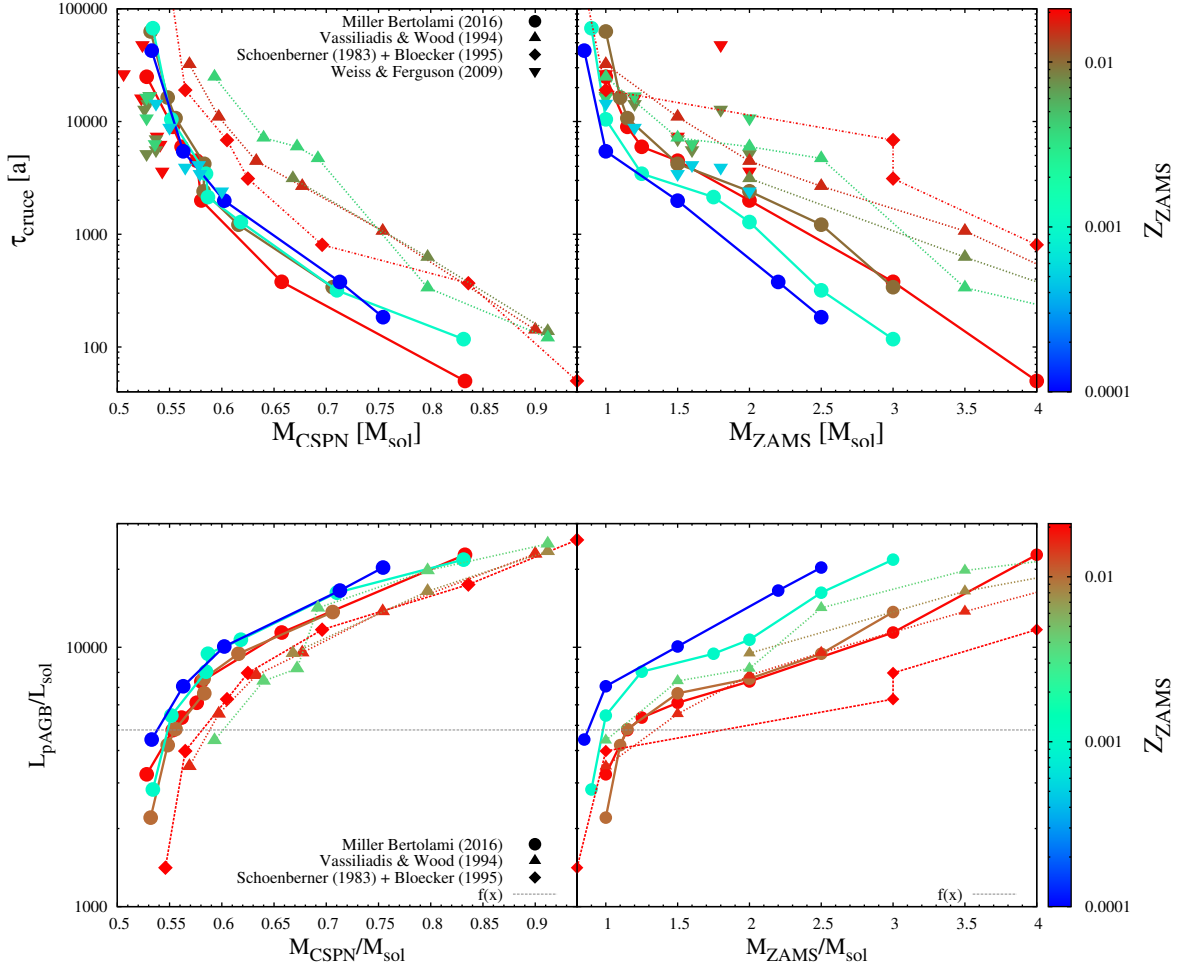 Miller Bertolami (2016)
Vassiliadis & Wood (1994)
Schoenberner (1983) + Bloecker (1995)
Weiss & Ferguson (2009)
100000
10000
1000
100
τcruce [a]
0.5 0.55 0.6 0.65 0.7 0.75 0.8 0.85 0.9
MCSPN [Msol]
1 1.5 2 2.5 3 3.5 4
MZAMS [Msol]
0.01
0.001
0.0001
ZZAMS
10000
1000
LpAGB/Lsol
Miller Bertolami (2016)
Vassiliadis & Wood (1994)
Schoenberner (1983) + Bloecker (1995)
f(x)
f(x)
0.5 0.55 0.6 0.65 0.7 0.75 0.8 0.85 0.9
MCSPN/Msol
1 1.5 2 2.5 3 3.5 4
MZAMS/Msol
0.01
0.001
0.0001
ZZAMS